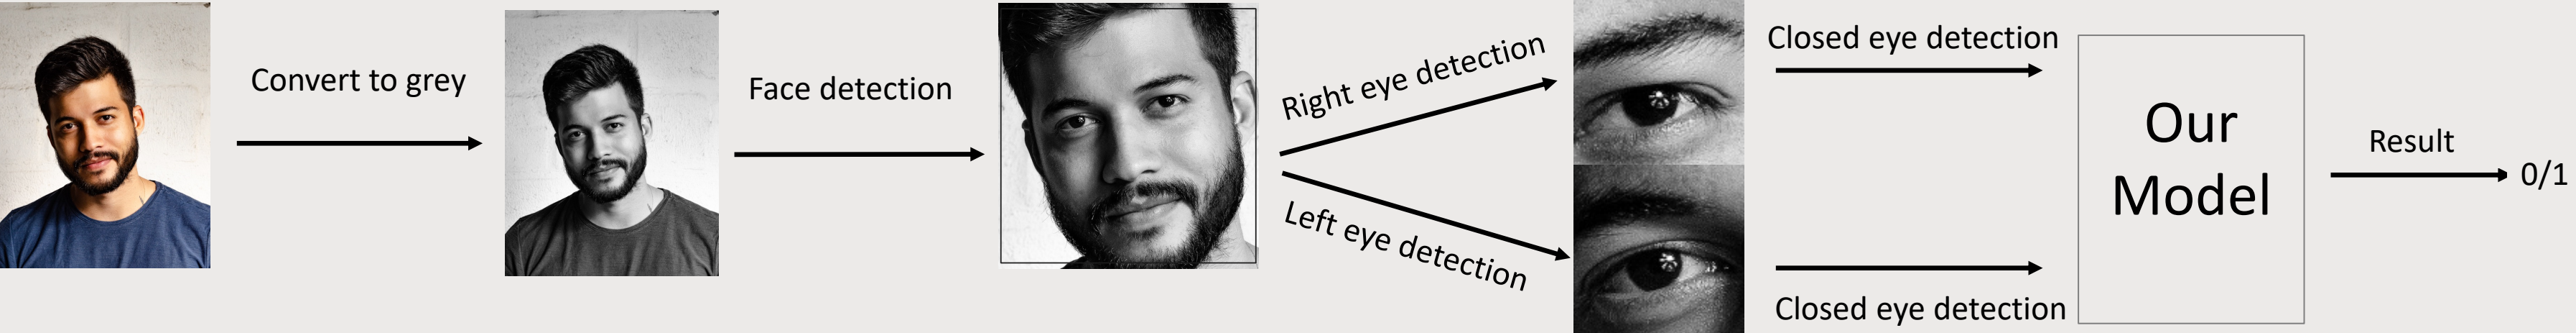 Convert to grey
Face detection
Right eye detection
Left eye detection
Closed eye detection
Closed eye detection
Our
Model
Result
0/1